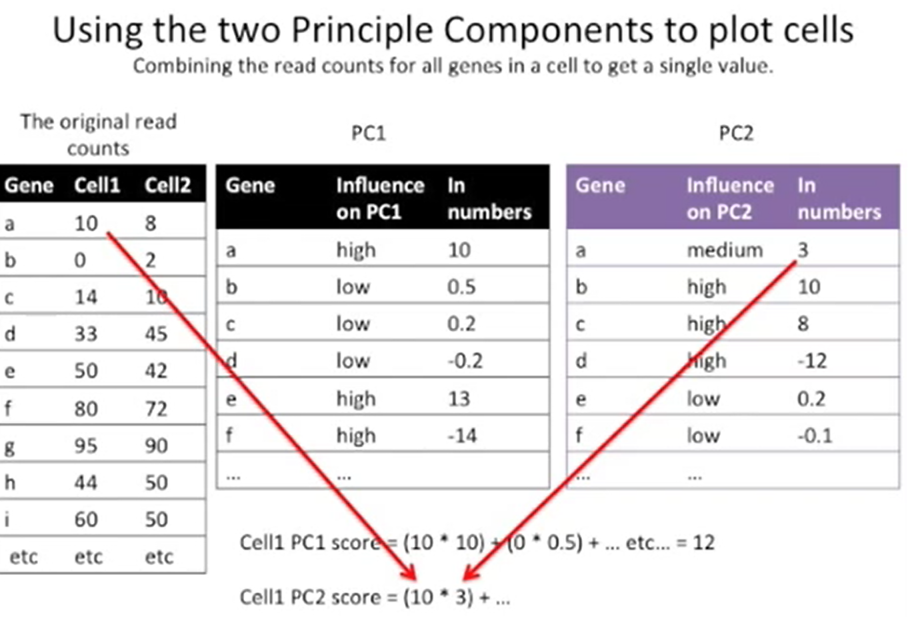 Using the two Principle Components to plot cells
Combining the read counts for all genes in a cell to get a single value.
The original read
counts
Gene Cell1 Cell2
a 10 8
b 0 2
c 14 10
d 33 45
e 50 42
f 80 72
g 95 90
h 44 50
i 60 50
etc etc etc
PC1
Gene Influence on PC1 In numbers
a high 10
b low 0.5
c low 0.2
d low -0.2
e high 13
f high -14
... ...
PC2
Gene Influence on PC2 In numbers
a medium 3
b high 10
c high 8
d high -12
e low 0.2
f low -0.1
... ...
Cell1 PC1 score = (10 * 10) + (0 * 0.5) + ... etc... = 12
Cell1 PC2 score = (10 * 3) + ...